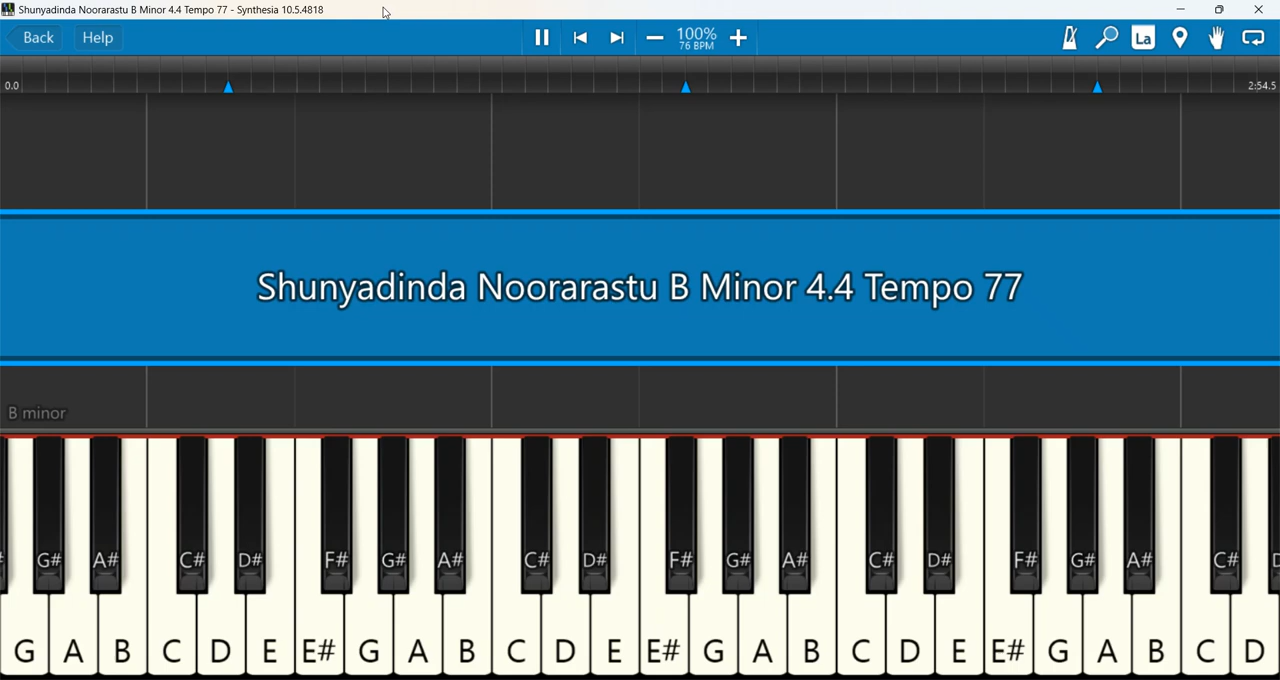 Shunyadinda Noorarastu B Minor 4.4 Tempo 77 - Synthesia 10.5.4818
Back Help 100%
76 BPM La
0.0 2:54.5
Shunyadinda Noorarastu B Minor 4.4 Tempo 77
B minor
G# A# C# D# F# G# A# C# D# F# G# A# C# D# F# G# A# C#
G A B C D E E# G A B C D E E# G A B C D E E# G A B C D